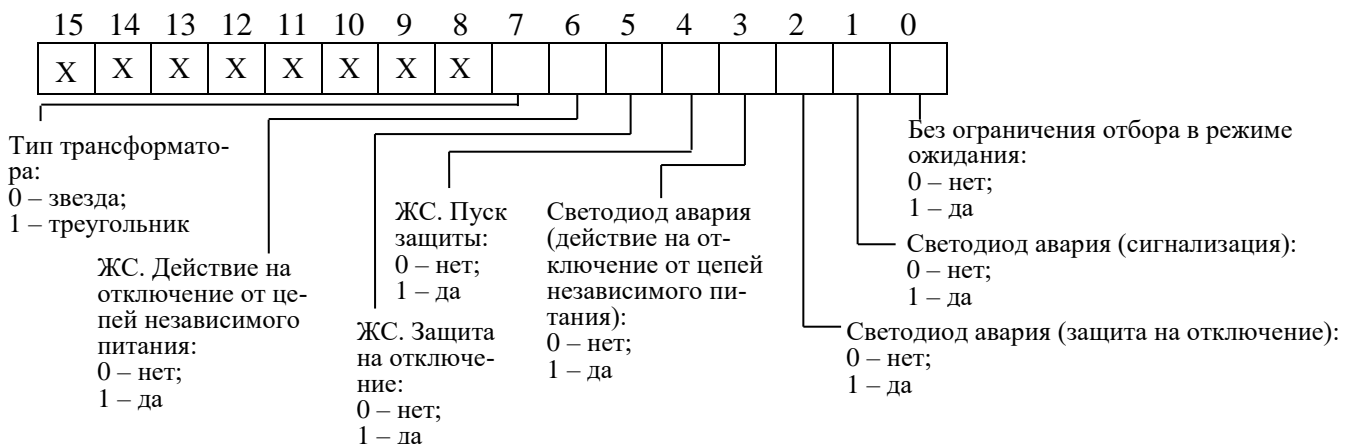 15 14 13 12 11 10 9 8 7 6 5 4 3 2 1 0
X X X X X X X X
Тип трансформато-
ра:
0 – звезда;
1 – треугольник
ЖС. Действие на
отключение от це-
пей независимого
питания:
0 – нет;
1 – да
ЖС. Защита
на отключе-
ние:
0 – нет;
1 – да
ЖС. Пуск
защиты:
0 – нет;
1 – да
Светодиод авария
(действие на от-
ключение от цепей
независимого пи-
тания):
0 – нет;
1 – да
Без ограничения отбора в режиме
ожидания:
0 – нет;
1 – да
Светодиод авария (сигнализация):
0 – нет;
1 – да
Светодиод авария (защита на отключение):
0 – нет;
1 – да